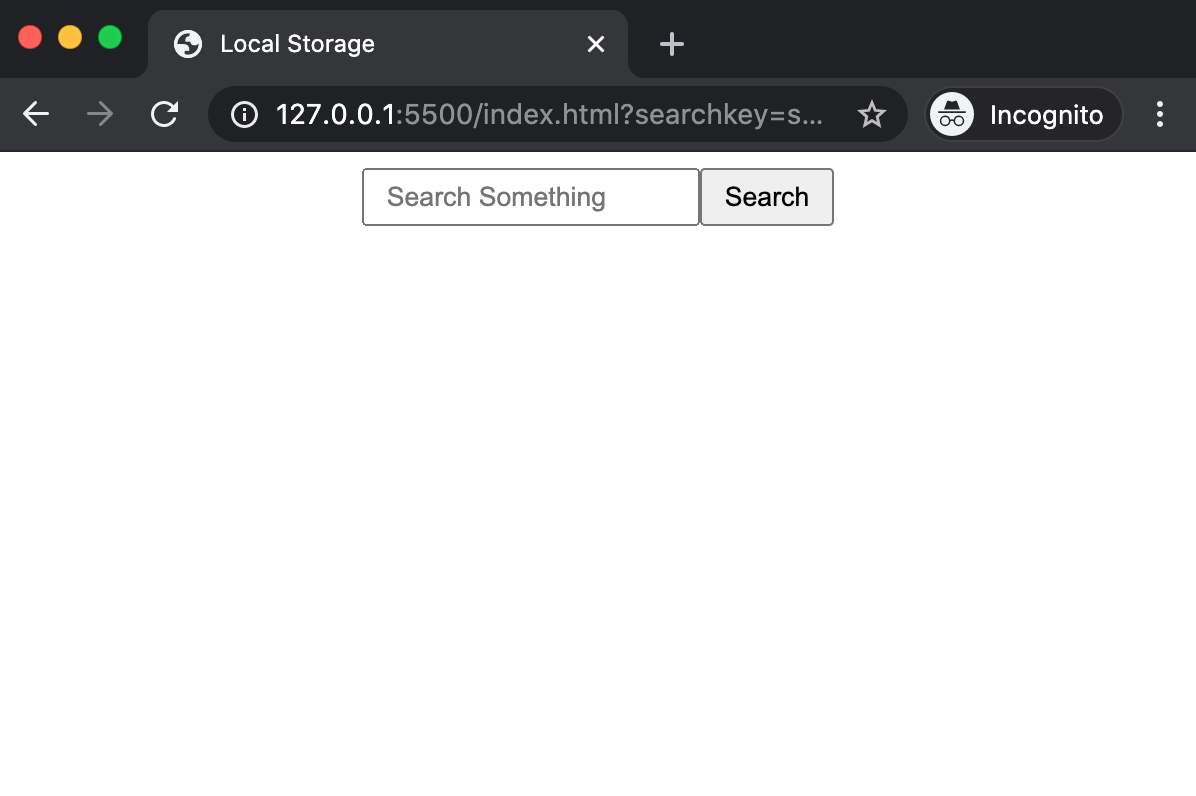 Local Storage
127.0.0.1:5500/index.html?searchkey=s...
Incognito
Search Something
Search